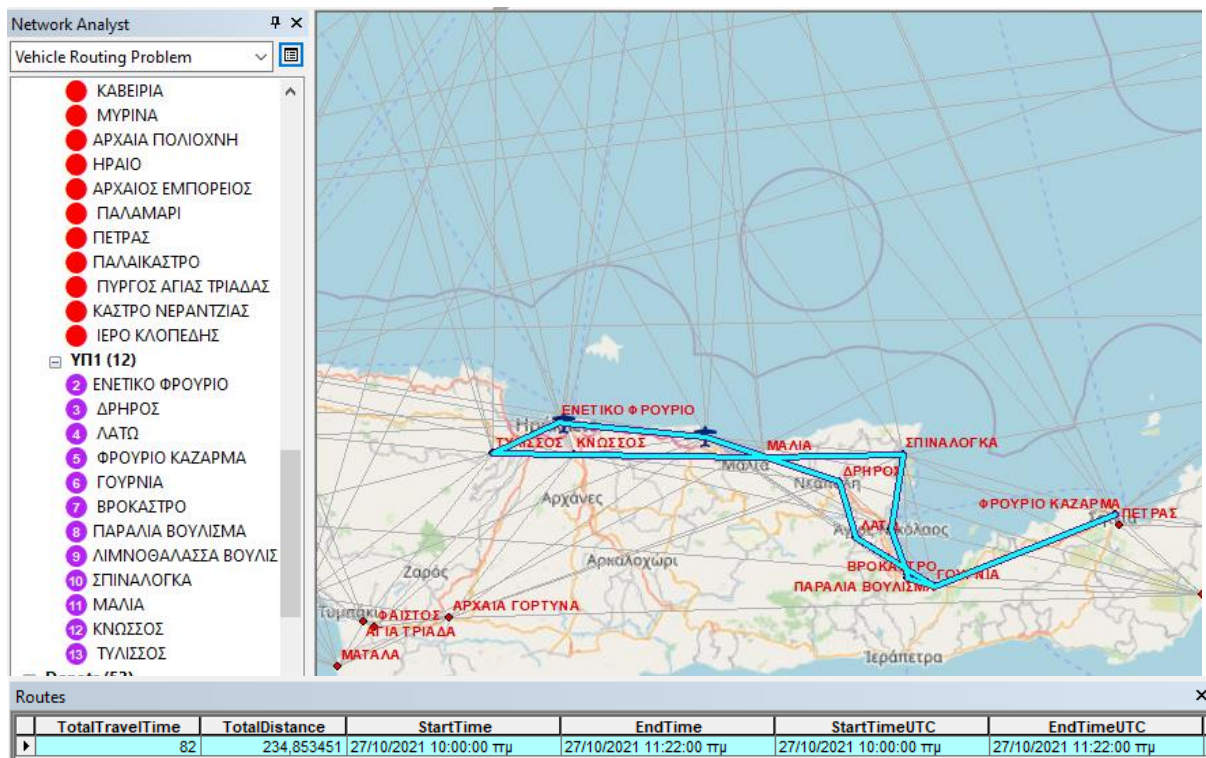 Network Analyst
Vehicle Routing Problem
ΚΑΒΕΙΡΙΑ
ΜΥΡΙΝΑ
ΑΡΧΑΙΑ ΠΟΛΙΟΧΝΗ
ΗΡΑΙΟ
ΑΡΧΑΙΟΣ ΕΜΠΟΡΕΙΟΣ
ΠΑΛΑΜΑΡΙ
ΠΕΤΡΑΣ
ΠΑΛΑΙΚΑΣΤΡΟ
ΠΥΡΓΟΣ ΑΓΙΑΣ ΤΡΙΑΔΑΣ
ΚΑΣΤΡΟ ΝΕΡΑΝΤΖΙΑΣ
ΙΕΡΟ ΚΛΟΠΕΔΗΣ
ΥΠ1 (12)
2 ΕΝΕΤΙΚΟ ΦΡΟΥΡΙΟ
3 ΔΡΗΡΟΣ
4 ΛΑΤΩ
5 ΦΡΟΥΡΙΟ ΚΑΖΑΡΜΑ
6 ΓΟΥΡΝΙΑ
7 ΒΡΟΚΑΣΤΡΟ
8 ΠΑΡΑΛΙΑ ΒΟΥΛΙΣΜΑ
9 ΛΙΜΝΟΘΑΛΑΣΣΑ ΒΟΥΛΙΣ
10 ΣΠΙΝΑΛΟΓΚΑ
11 ΜΑΛΙΑ
12 ΚΝΩΣΣΟΣ
13 ΤΥΛΙΣΣΟΣ
ΕΝΕΤΙΚΟ ΦΡΟΥΡΙΟ
ΤΥΛΙΣΣΟΣ ΚΝΩΣΣΟΣ
ΜΑΛΙΑ
ΣΠΙΝΑΛΟΓΚΑ
Μάλια
ΔΡΗΡΟΣ
Νεάπολη
Αρχάνες
ΦΡΟΥΡΙΟ ΚΑΖΑΡΜΑ
ΠΕΤΡΑΣ
Αρκαλοχώρι
ΒΡΟΚΑΣΤΡΟ
ΓΟΥΡΝΙΑ
ΠΑΡΑΛΙΑ ΒΟΥΛΙΣΜΑ
Ζαρός
Τυμπάκι
ΦΑΙΣΤΟΣ
ΑΡΧΑΙΑ ΓΟΡΤΥΝΑ
ΑΓΙΑ ΤΡΙΑΔΑ
ΜΑΤΑΛΑ
Ιεράπετρα
Routes
TotalTravelTime TotalDistance StartTime EndTime StartTimeUTC EndTimeUTC
82 234,853451 27/10/2021 10:00:00 πμ 27/10/2021 11:22:00 πμ 27/10/2021 10:00:00 πμ 27/10/2021 11:22:00 πμ